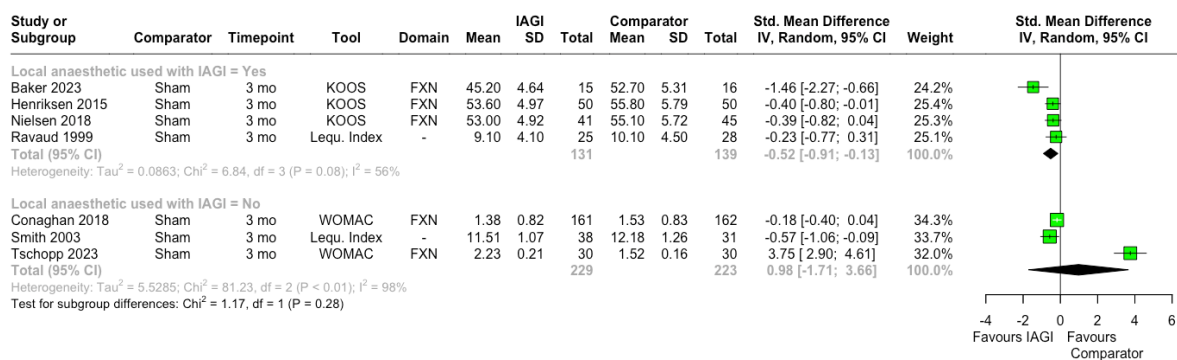 Study or IAGI Comparator Std. Mean Difference Std. Mean Difference
Subgroup Comparator Timepoint Tool Domain Mean SD Total Mean SD Total IV, Random, 95% CI Weight IV, Random, 95% CI
Local anaesthetic used with IAGI = Yes
Baker 2023 Sham 3 mo KOOS FXN 45.20 4.64 15 52.70 5.31 16 -1.46 [-2.27; -0.66] 24.2%
Henriksen 2015 Sham 3 mo KOOS FXN 53.60 4.97 50 55.80 5.79 50 -0.40 [-0.80; -0.01] 25.4%
Nielsen 2018 Sham 3 mo KOOS FXN 53.00 4.92 41 55.10 5.72 45 -0.39 [-0.82; 0.04] 25.3%
Ravaud 1999 Sham 3 mo Lequ. Index - 9.10 4.10 25 10.10 4.50 28 -0.23 [-0.77; 0.31] 25.1%
Total (95% CI) 131 139 -0.52 [-0.91; -0.13] 100.0%
Heterogeneity: Tau² = 0.0863; Chi² = 6.84, df = 3 (P = 0.08); I² = 56%
Local anaesthetic used with IAGI = No
Conaghan 2018 Sham 3 mo WOMAC FXN 1.38 0.82 161 1.53 0.83 162 -0.18 [-0.40; 0.04] 34.3%
Smith 2003 Sham 3 mo Lequ. Index - 11.51 1.07 38 12.18 1.26 31 -0.57 [-1.06; -0.09] 33.7%
Tschopp 2023 Sham 3 mo WOMAC FXN 2.23 0.21 30 1.52 0.16 30 3.75 [ 2.90; 4.61] 32.0%
Total (95% CI) 229 223 0.98 [-1.71; 3.66] 100.0%
Heterogeneity: Tau² = 5.5285; Chi² = 81.23, df = 2 (P < 0.01); I² = 98%
Test for subgroup differences: Chi² = 1.17, df = 1 (P = 0.28)
-4 -2 0 2 4 6
Favours IAGI Favours
Comparator